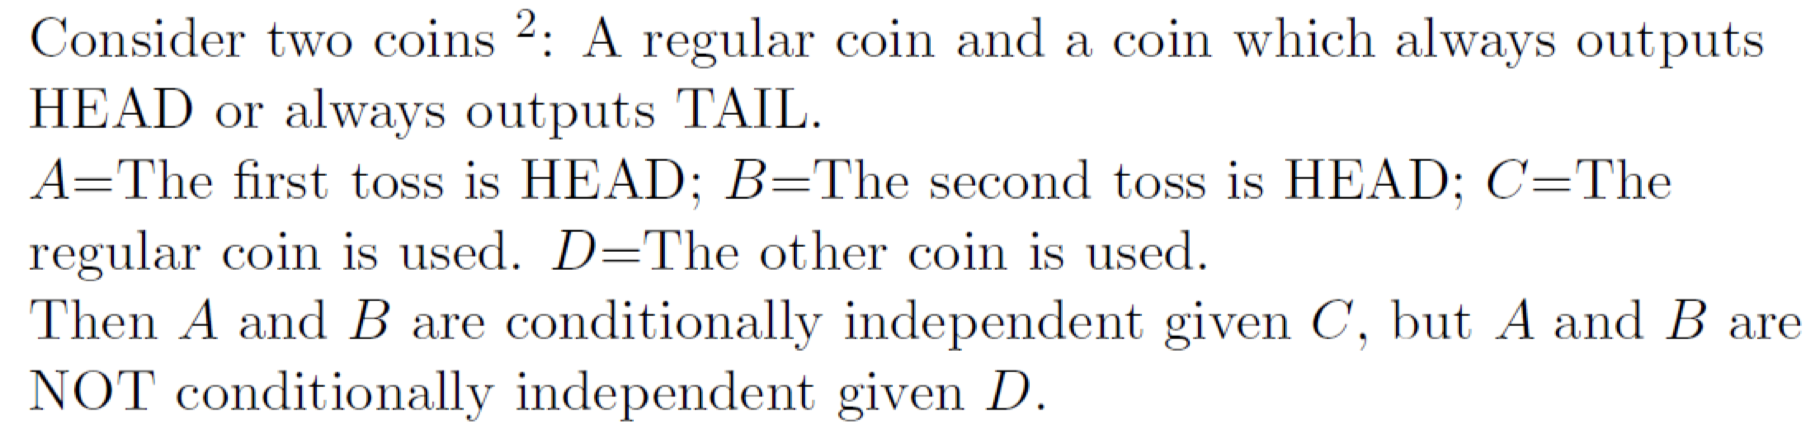 Consider two coins ²: A regular coin and a coin which always outputs
HEAD or always outputs TAIL.
A=The first toss is HEAD; B=The second toss is HEAD; C=The
regular coin is used. D=The other coin is used.
Then A and B are conditionally independent given C, but A and B are
NOT conditionally independent given D.